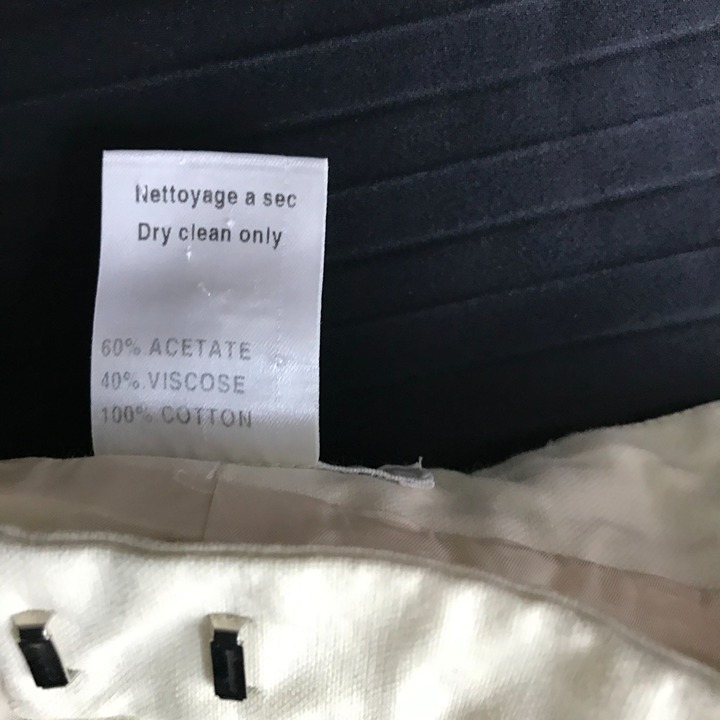 Nettoyage a sec
Dry clean only
60% ACETATE
40% VISCOSE
100% COTTON